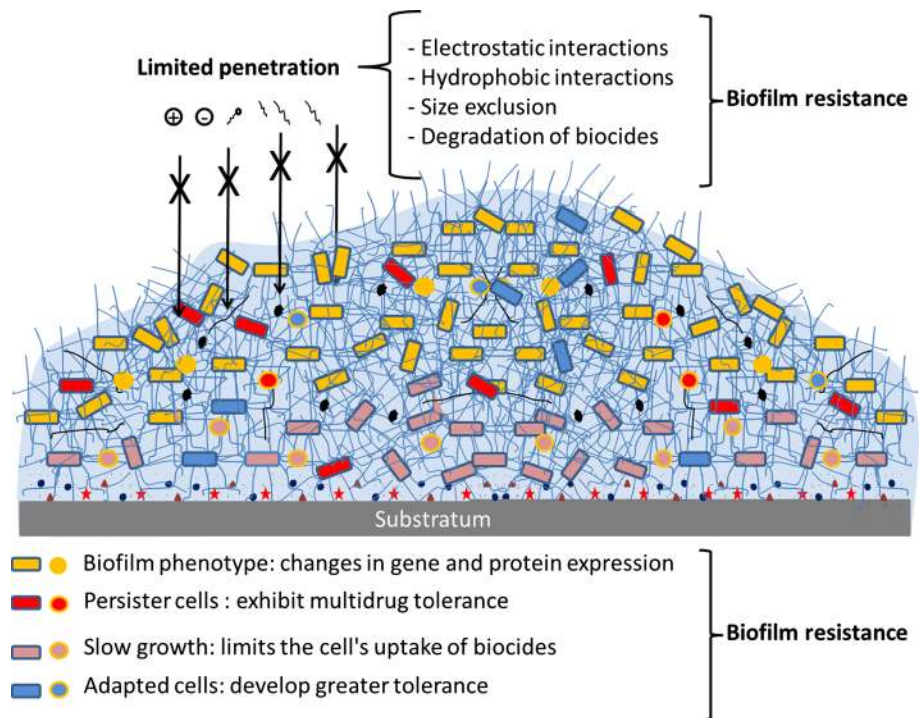 - Electrostatic interactions
Limited penetration
- Hydrophobic interactions
- Size exclusion
Biofilm resistance
- Degradation of biocides
+ -
X X X X
Substratum
Biofilm phenotype: changes in gene and protein expression
Persister cells : exhibit multidrug tolerance
Slow growth: limits the cell's uptake of biocides
Biofilm resistance
Adapted cells: develop greater tolerance